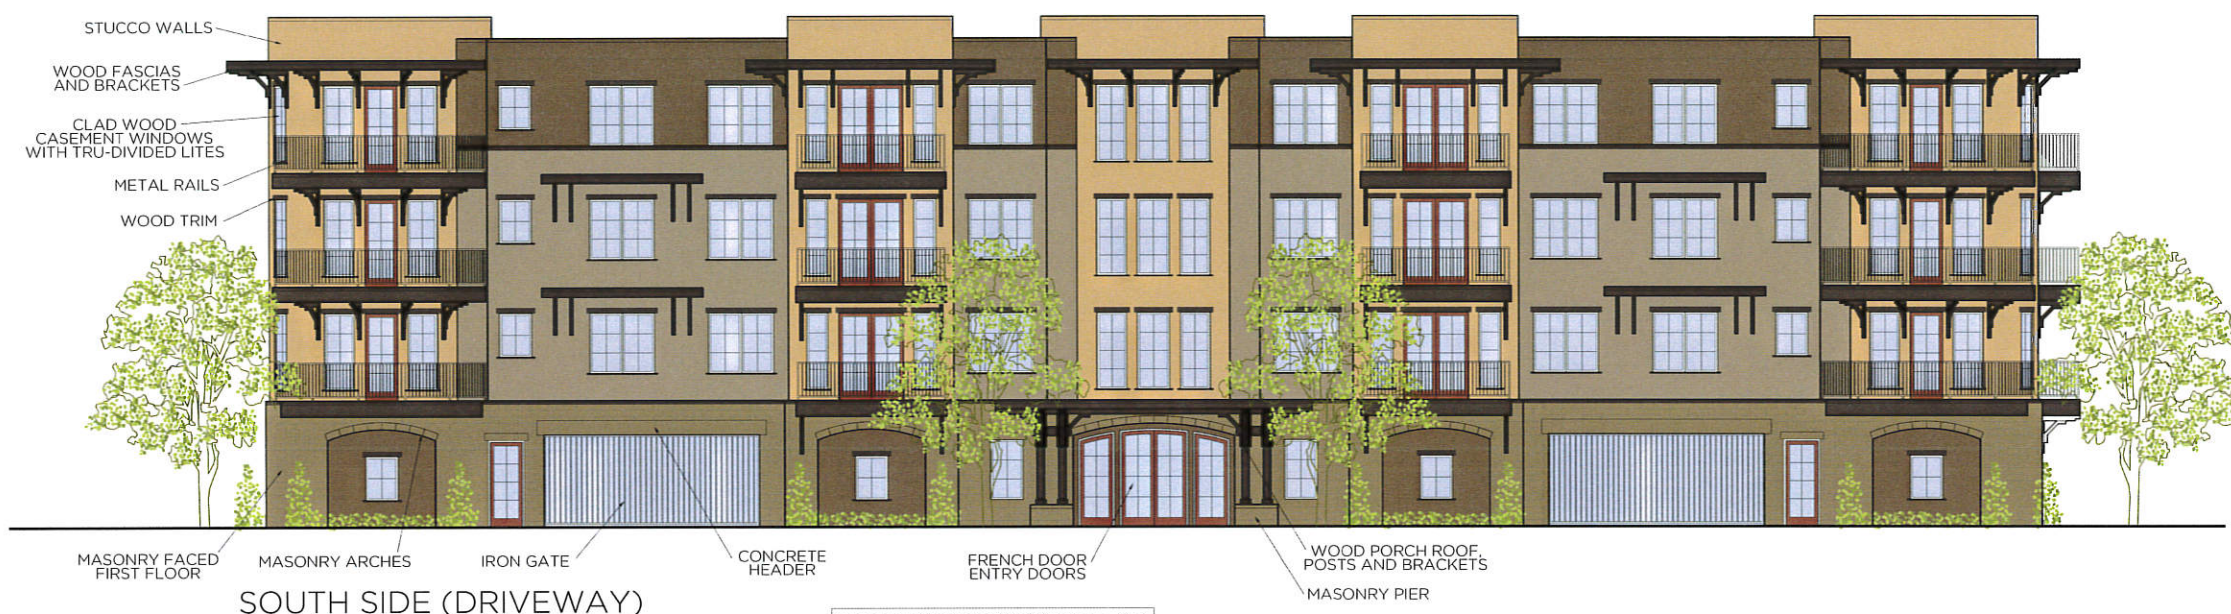 STUCCO WALLS
WOOD FASCIAS
AND BRACKETS
CLAD WOOD
CASEMENT WINDOWS
WITH TRU-DIVIDED LITES
METAL RAILS
WOOD TRIM
MASONRY FACED
FIRST FLOOR
MASONRY ARCHES
IRON GATE
CONCRETE
HEADER
FRENCH DOOR
ENTRY DOORS
WOOD PORCH ROOF,
POSTS AND BRACKETS
MASONRY PIER
SOUTH SIDE (DRIVEWAY)